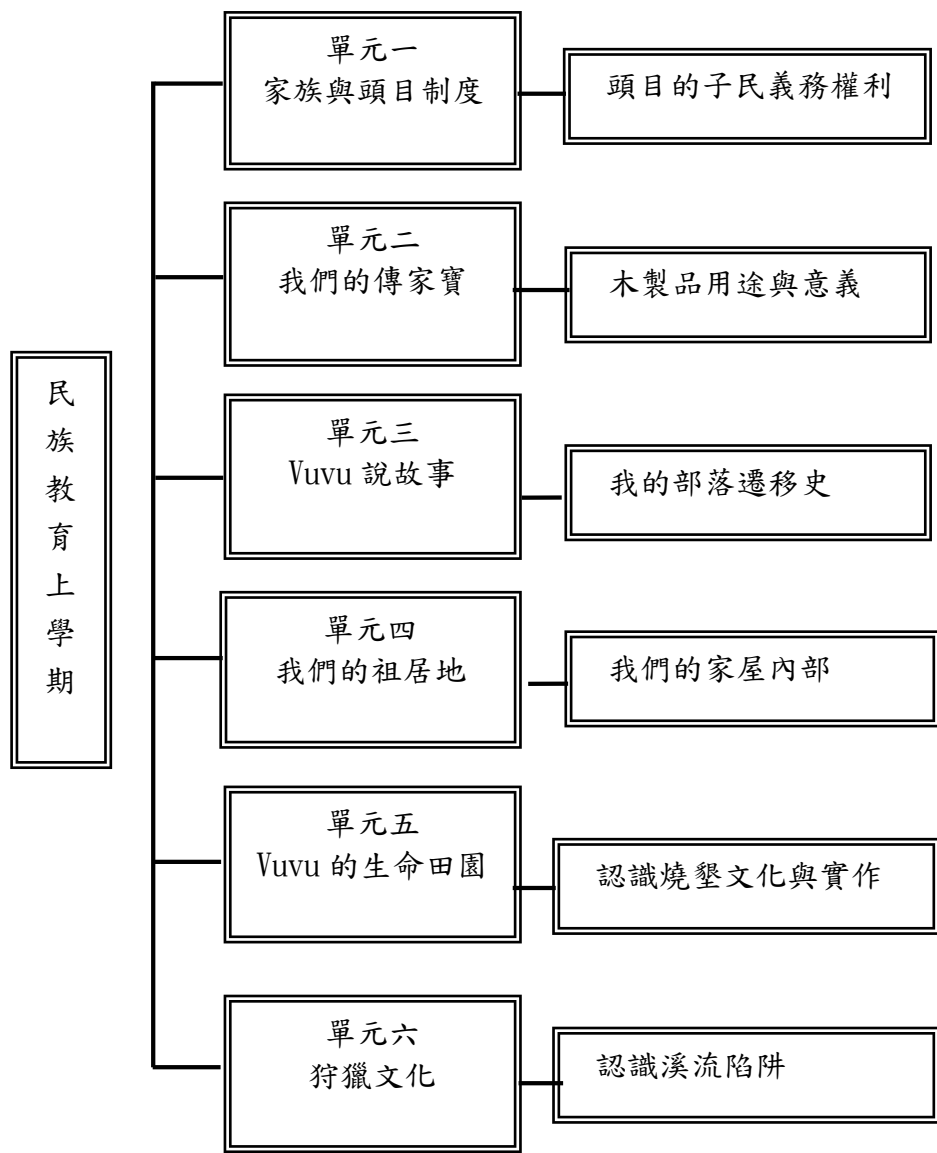 民族教育上學期
單元一
家族與頭目制度
頭目的子民義務權利
單元二
我們的傳家寶
木製品用途與意義
單元三
Vuvu 說故事
我的部落遷移史
單元四
我們的祖居地
我們的家屋內部
單元五
Vuvu 的生命田園
認識燒墾文化與實作
單元六
狩獵文化
認識溪流陷阱